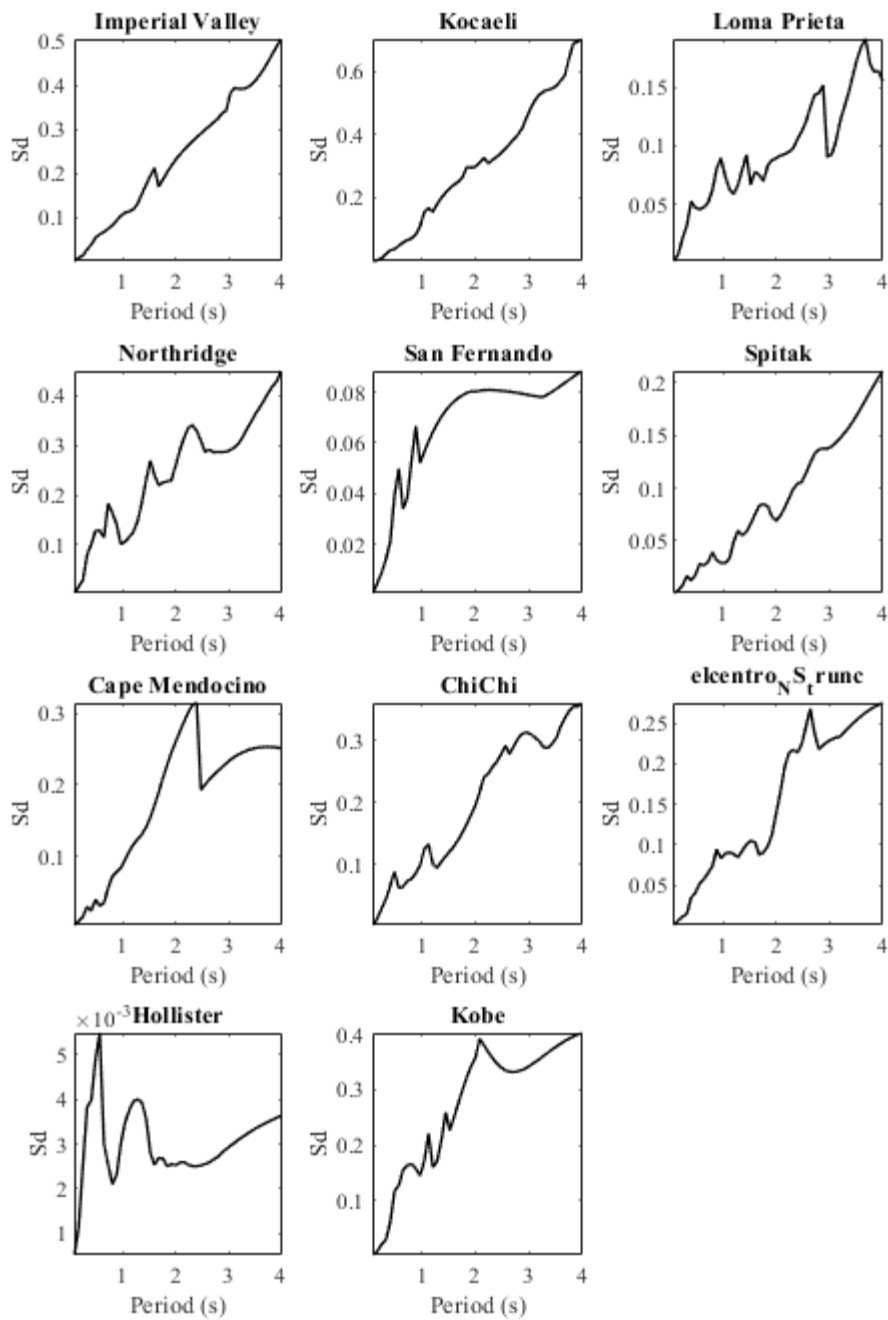 Imperial Valley
0.5
0.4
0.3
0.2
0.1
Sd
1 2 3 4
Period (s)
Kocaeli
0.6
0.4
0.2
Sd
1 2 3 4
Period (s)
Loma Prieta
0.15
0.1
0.05
Sd
1 2 3 4
Period (s)
Northridge
0.4
0.3
0.2
0.1
Sd
1 2 3 4
Period (s)
San Fernando
0.08
0.06
0.04
0.02
Sd
1 2 3 4
Period (s)
Spitak
0.2
0.15
0.1
0.05
Sd
1 2 3 4
Period (s)
Cape Mendocino
0.3
0.2
0.1
Sd
1 2 3 4
Period (s)
ChiChi
0.3
0.2
0.1
Sd
1 2 3 4
Period (s)
elcentro_NS_trunc
0.25
0.2
0.15
0.1
0.05
Sd
1 2 3 4
Period (s)
×10⁻³ Hollister
5
4
3
2
1
Sd
1 2 3 4
Period (s)
Kobe
0.4
0.3
0.2
0.1
Sd
1 2 3 4
Period (s)